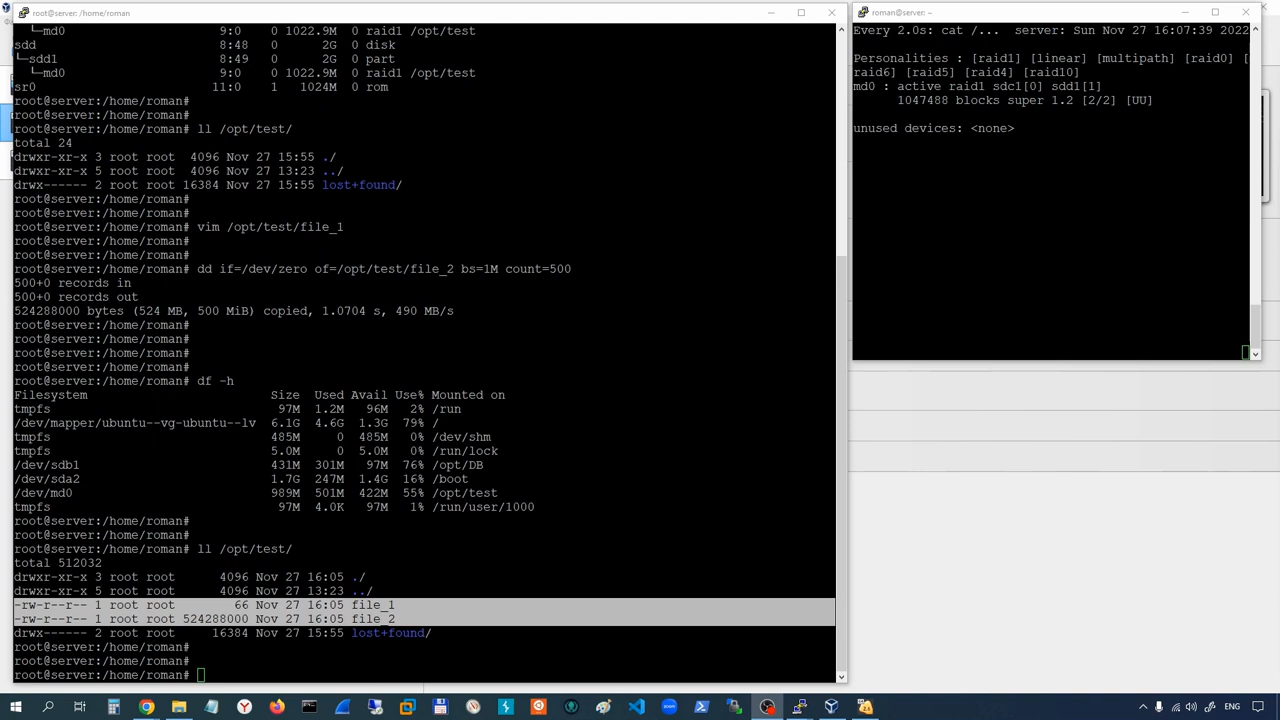 root@server: /home/roman
└─md0 9:0 0 1022.9M 0 raid1 /opt/test
sdd 8:48 0 2G 0 disk
└─sdd1 8:49 0 2G 0 part
└─md0 9:0 0 1022.9M 0 raid1 /opt/test
sr0 11:0 1 1024M 0 rom
root@server:/home/roman#
root@server:/home/roman#
root@server:/home/roman# ll /opt/test/
total 24
drwxr-xr-x 3 root root 4096 Nov 27 15:55 ./
drwxr-xr-x 5 root root 4096 Nov 27 13:23 ../
drwx------ 2 root root 16384 Nov 27 15:55 lost+found/
root@server:/home/roman#
root@server:/home/roman#
root@server:/home/roman# vim /opt/test/file_1
root@server:/home/roman#
root@server:/home/roman#
root@server:/home/roman# dd if=/dev/zero of=/opt/test/file_2 bs=1M count=500
500+0 records in
500+0 records out
524288000 bytes (524 MB, 500 MiB) copied, 1.0704 s, 490 MB/s
root@server:/home/roman#
root@server:/home/roman#
root@server:/home/roman#
root@server:/home/roman#
root@server:/home/roman# df -h
Filesystem Size Used Avail Use% Mounted on
tmpfs 97M 1.2M 96M 2% /run
/dev/mapper/ubuntu--vg-ubuntu--lv 6.1G 4.6G 1.3G 79% /
tmpfs 485M 0 485M 0% /dev/shm
tmpfs 5.0M 0 5.0M 0% /run/lock
/dev/sdb1 431M 301M 97M 76% /opt/DB
/dev/sda2 1.7G 247M 1.4G 16% /boot
/dev/md0 989M 501M 422M 55% /opt/test
tmpfs 97M 4.0K 97M 1% /run/user/1000
root@server:/home/roman#
root@server:/home/roman#
root@server:/home/roman# ll /opt/test/
total 512032
drwxr-xr-x 3 root root 4096 Nov 27 16:05 ./
drwxr-xr-x 5 root root 4096 Nov 27 13:23 ../
-rw-r--r-- 1 root root 66 Nov 27 16:05 file_1
-rw-r--r-- 1 root root 524288000 Nov 27 16:05 file_2
drwx------ 2 root root 16384 Nov 27 15:55 lost+found/
root@server:/home/roman#
root@server:/home/roman#
root@server:/home/roman#
roman@server: ~
Every 2.0s: cat /... server: Sun Nov 27 16:07:39 2022
Personalities : [raid1] [linear] [multipath] [raid0] [
raid6] [raid5] [raid4] [raid10]
md0 : active raid1 sdc1[0] sdd1[1]
1047488 blocks super 1.2 [2/2] [UU]
unused devices: <none>
ENG